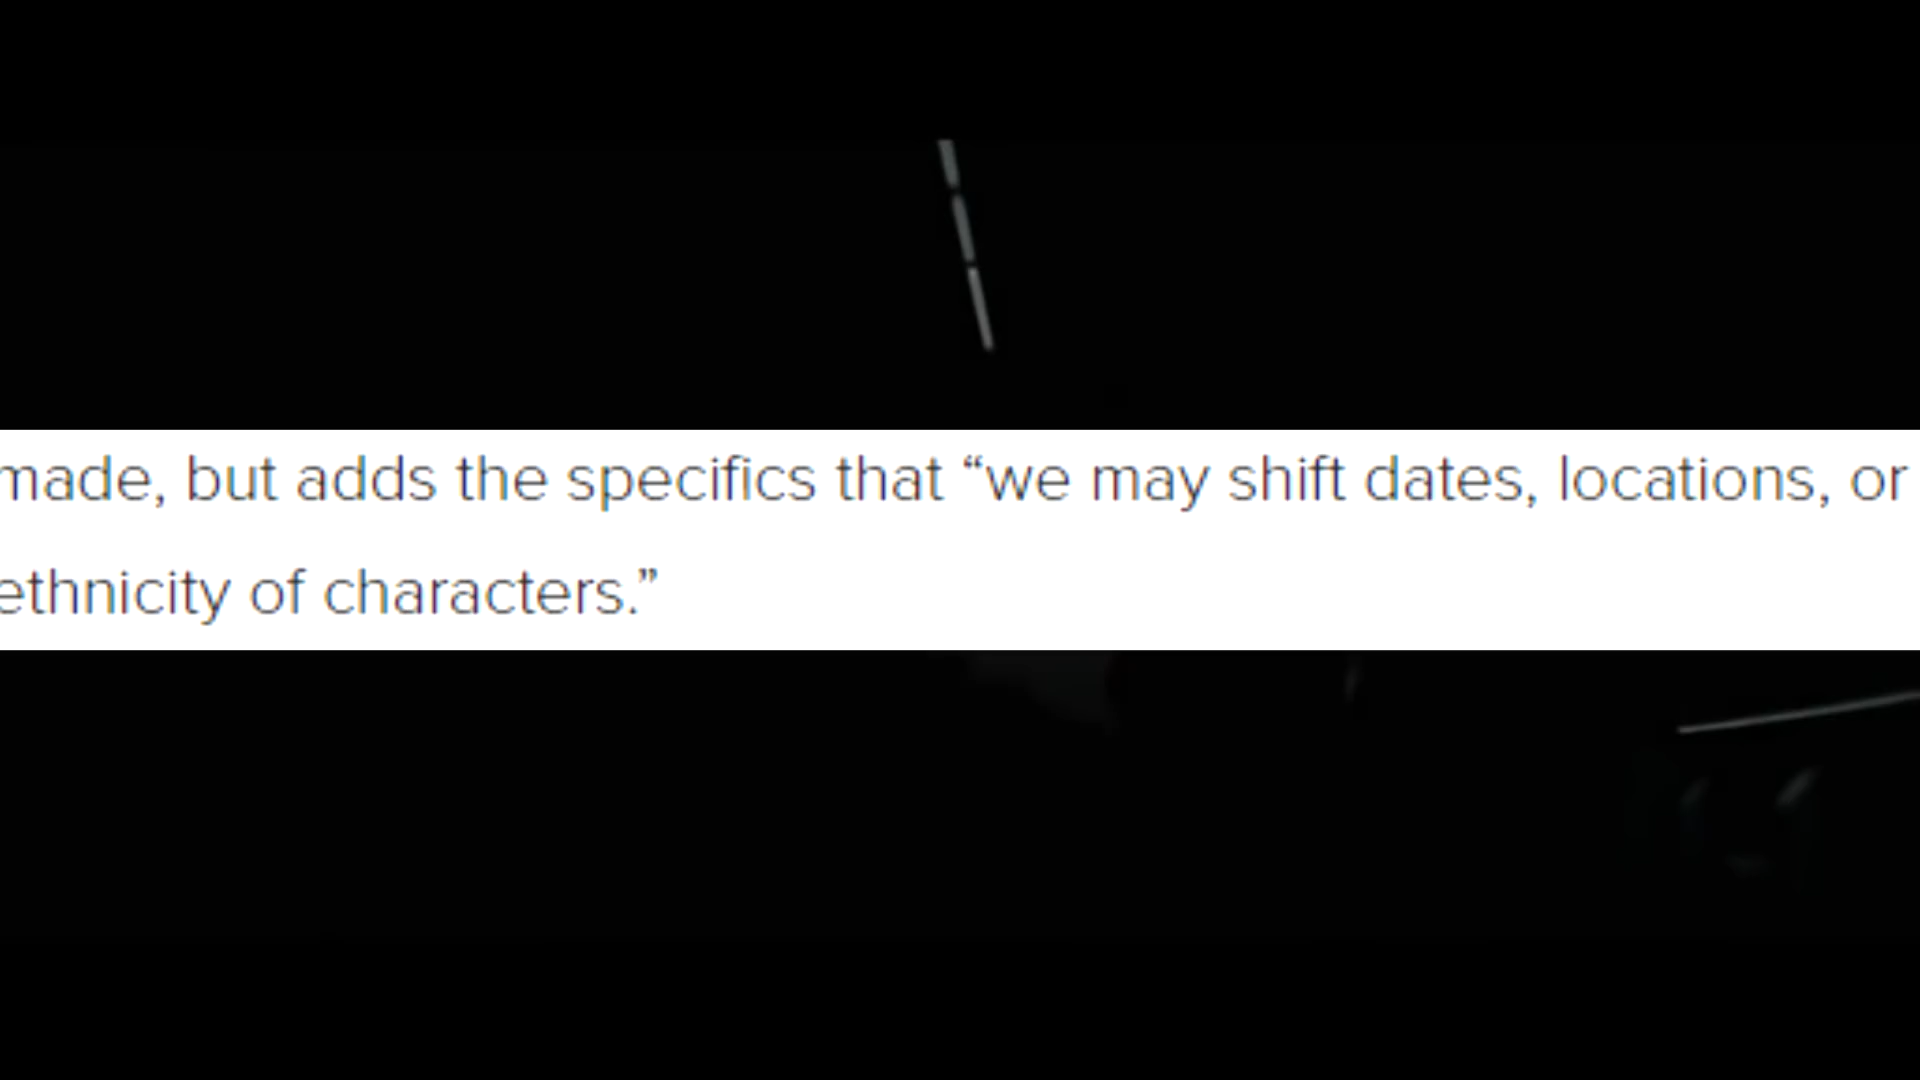 made, but adds the specifics that “we may shift dates, locations, or
ethnicity of characters.”